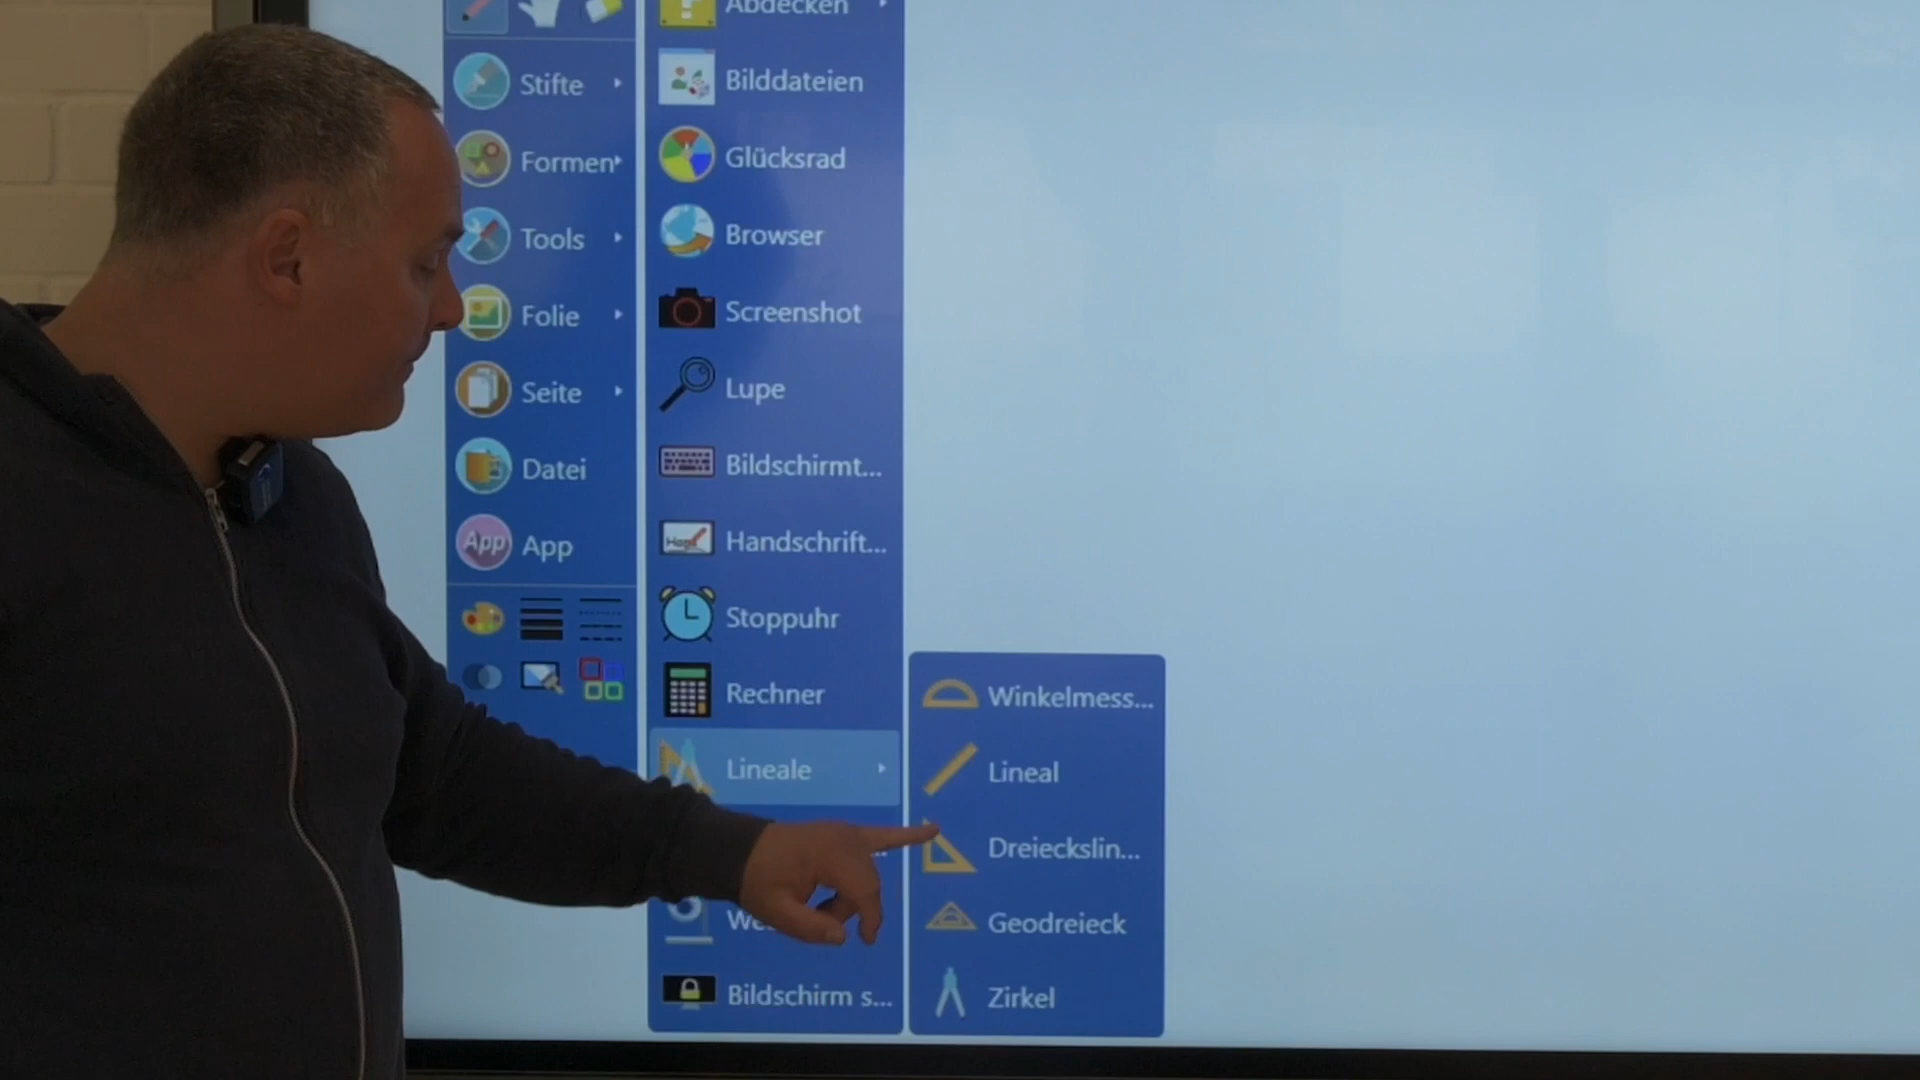 Stifte
Formen
Tools
Folie
Seite
Datei
App
App
Abdecken
Bilddateien
Glücksrad
Browser
Screenshot
Lupe
Bildschirmt...
Handschrift...
Stoppuhr
Rechner
Lineale
We
Bildschirm s...
Winkelmess...
Lineal
Dreieckslin...
Geodreieck
Zirkel